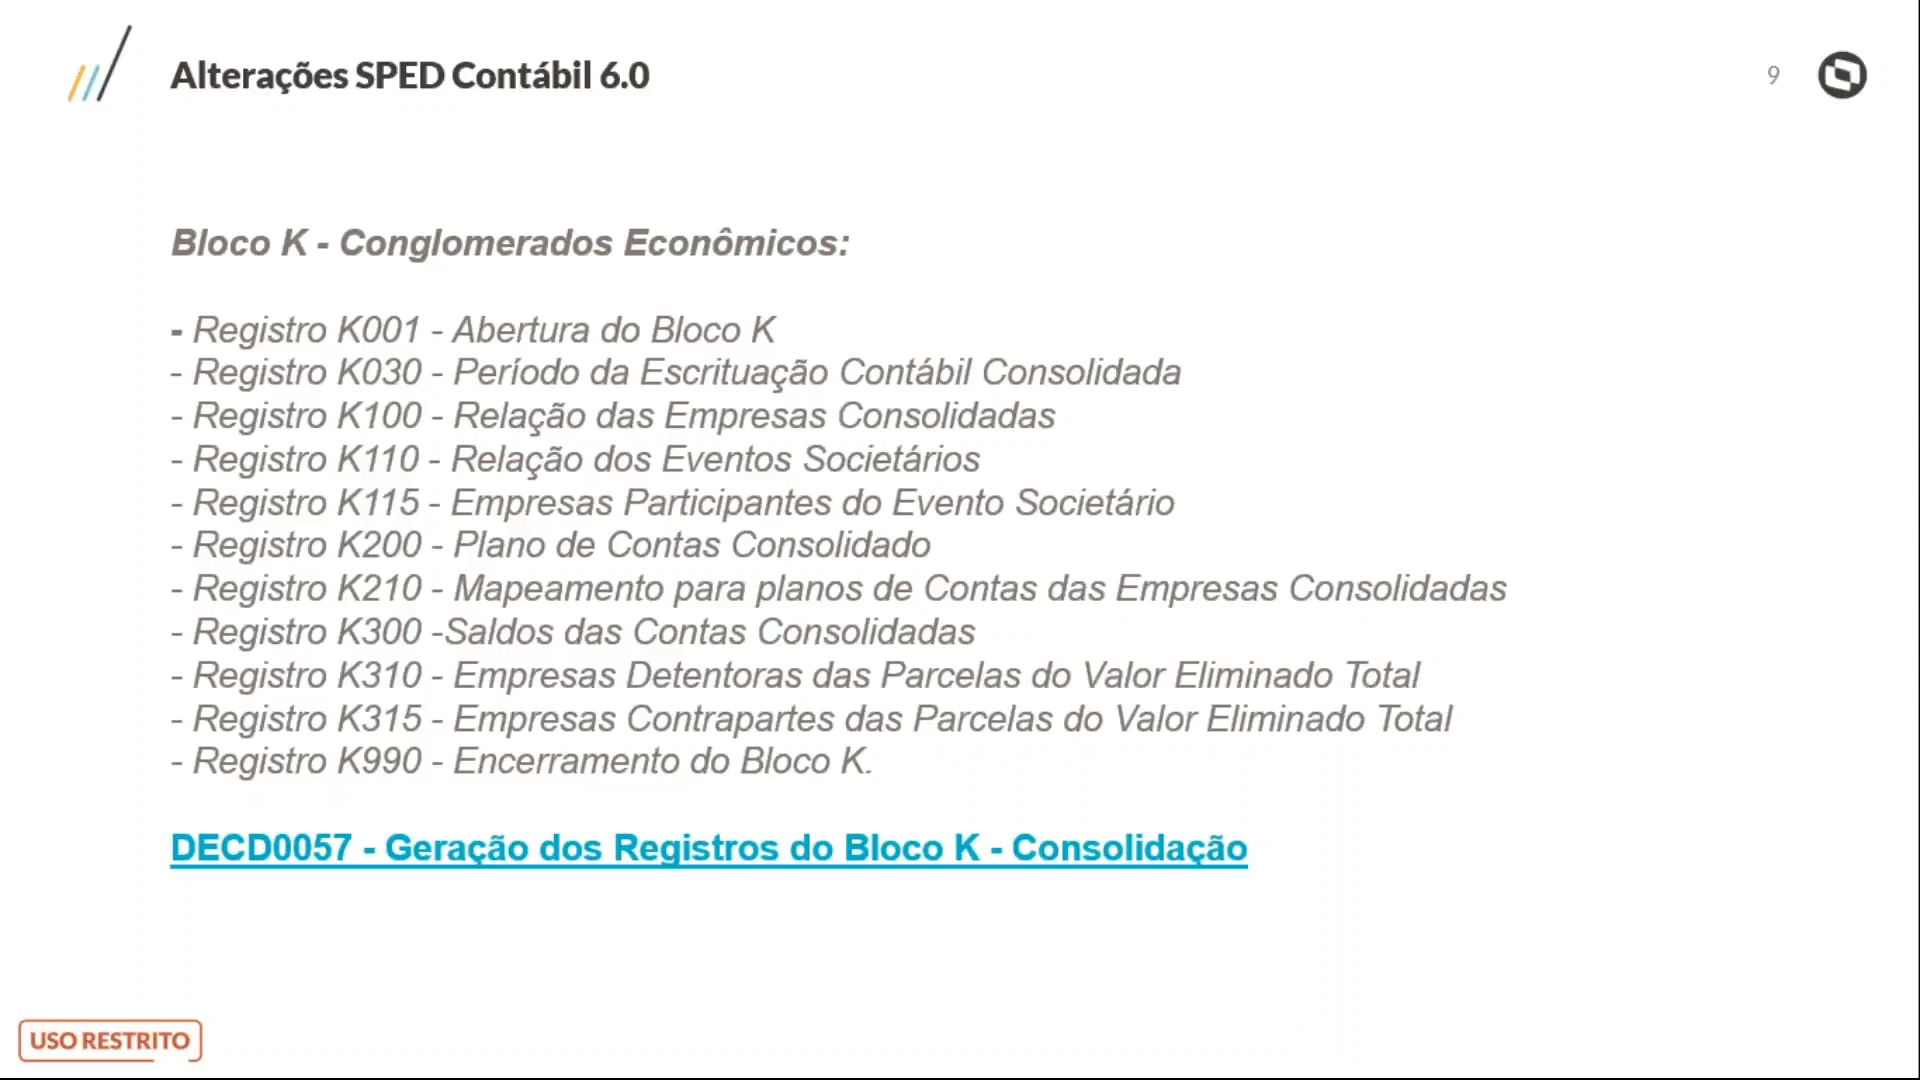 Alterações SPED Contábil 6.0
9
Bloco K - Conglomerados Econômicos:
- Registro K001 - Abertura do Bloco K
- Registro K030 - Período da Escrituação Contábil Consolidada
- Registro K100 - Relação das Empresas Consolidadas
- Registro K110 - Relação dos Eventos Societários
- Registro K115 - Empresas Participantes do Evento Societário
- Registro K200 - Plano de Contas Consolidado
- Registro K210 - Mapeamento para planos de Contas das Empresas Consolidadas
- Registro K300 -Saldos das Contas Consolidadas
- Registro K310 - Empresas Detentoras das Parcelas do Valor Eliminado Total
- Registro K315 - Empresas Contrapartes das Parcelas do Valor Eliminado Total
- Registro K990 - Encerramento do Bloco K.
DECD0057 - Geração dos Registros do Bloco K - Consolidação
USO RESTRITO